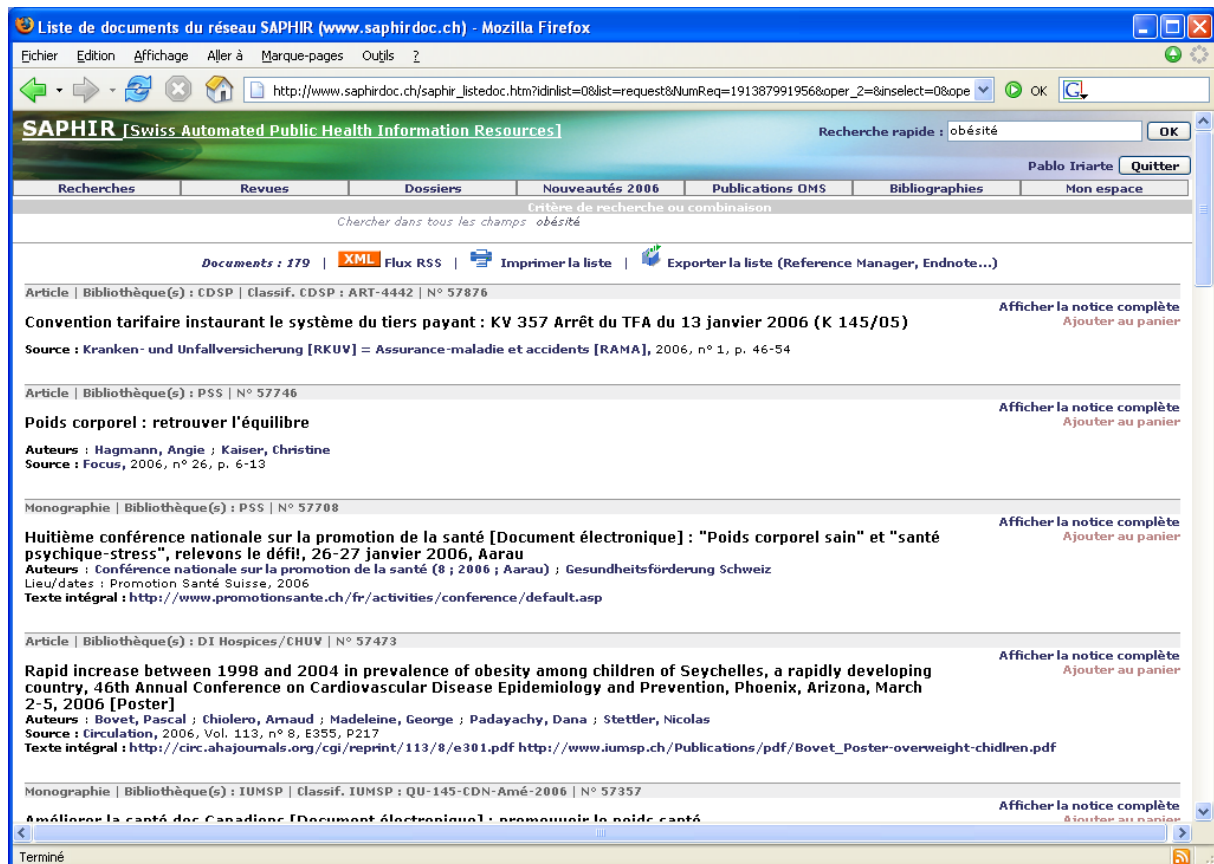 Liste de documents du réseau SAPHIR (www.saphirdoc.ch) - Mozilla Firefox
Fichier Edition Affichage Aller à Marque-pages Outils ?
http://www.saphirdoc.ch/saphir_listedoc.htm?idinlist=0&list=request&NumReq=191387991956&oper_2=&inselect=0&ope OK G
SAPHIR [Swiss Automated Public Health Information Resources] Recherche rapide : obésité OK
Pablo Iriarte Quitter
Recherches Revues Dossiers Nouveautés 2006 Publications OMS Bibliographies Mon espace
Critère de recherche ou combinaison
Chercher dans tous les champs obésité
Documents : 179 | XML Flux RSS | Imprimer la liste | Exporter la liste (Reference Manager, Endnote...)
Article | Bibliothèque(s) : CDSP | Classif. CDSP : ART-4442 | N° 57876
Afficher la notice complète
Convention tarifaire instaurant le système du tiers payant : KV 357 Arrêt du TFA du 13 janvier 2006 (K 145/05) Ajouter au panier
Source : Kranken- und Unfallversicherung [RKUV] = Assurance-maladie et accidents [RAMA], 2006, n° 1, p. 46-54
Article | Bibliothèque(s) : PSS | N° 57746
Afficher la notice complète
Poids corporel : retrouver l'équilibre Ajouter au panier
Auteurs : Hagmann, Angie ; Kaiser, Christine
Source : Focus, 2006, n° 26, p. 6-13
Monographie | Bibliothèque(s) : PSS | N° 57708
Afficher la notice complète
Huitième conférence nationale sur la promotion de la santé [Document électronique] : "Poids corporel sain" et "santé Ajouter au panier
psychique-stress", relevons le défi!, 26-27 janvier 2006, Aarau
Auteurs : Conférence nationale sur la promotion de la santé (8 ; 2006 ; Aarau) ; Gesundheitsförderung Schweiz
Lieu/dates : Promotion Santé Suisse, 2006
Texte intégral : http://www.promotionsante.ch/fr/activities/conference/default.asp
Article | Bibliothèque(s) : DI Hospices/CHUV | N° 57473
Afficher la notice complète
Rapid increase between 1998 and 2004 in prevalence of obesity among children of Seychelles, a rapidly developing Ajouter au panier
country, 46th Annual Conference on Cardiovascular Disease Epidemiology and Prevention, Phoenix, Arizona, March
2-5, 2006 [Poster]
Auteurs : Bovet, Pascal ; Chiolero, Arnaud ; Madeleine, George ; Padayachy, Dana ; Stettler, Nicolas
Source : Circulation, 2006, Vol. 113, n° 8, E355, P217
Texte intégral : http://circ.ahajournals.org/cgi/reprint/113/8/e301.pdf http://www.iumsp.ch/Publications/pdf/Bovet_Poster-overweight-chidlren.pdf
Monographie | Bibliothèque(s) : IUMSP | Classif. IUMSP : QU-145-CDN-Amé-2006 | N° 57357
Afficher la notice complète
Améliorer la santé des Canadiens [Document électronique] : promouvoir le poids santé Ajouter au panier
Terminé